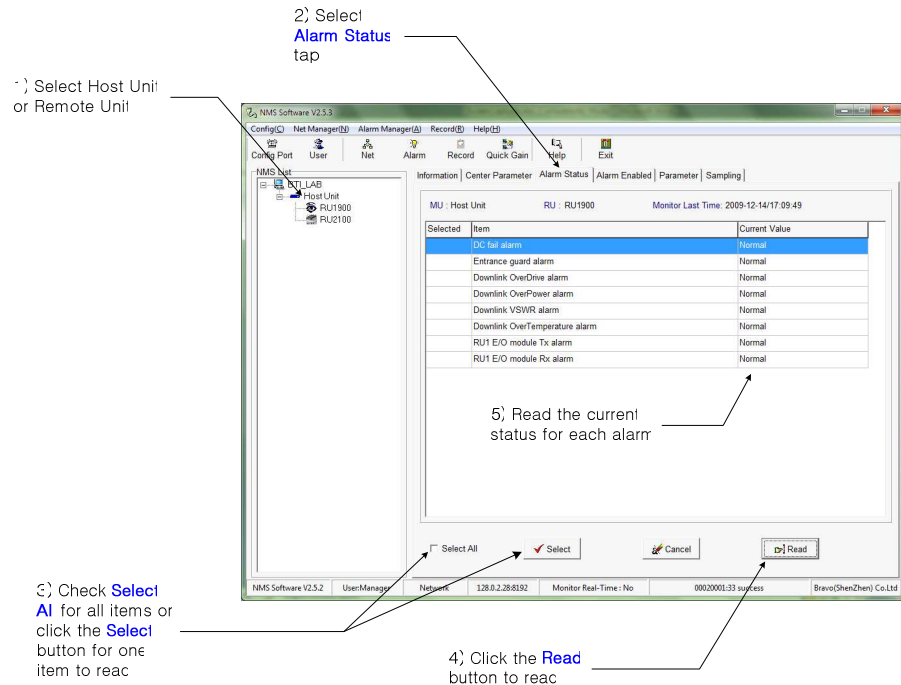 2) Select
Alarm Status
tap
1) Select Host Unit
or Remote Unit
NMS Software V2.5.3
Config(C) Net Manager(N) Alarm Manager(A) Record(R) Help(H)
Config Port User Net Alarm Record Quick Gain Help Exit
NMS List
BTI_LAB
Host Unit
RU1900
RU2100
Information Center Parameter Alarm Status Alarm Enabled Parameter Sampling
MU : Host Unit RU : RU1900 Monitor Last Time: 2009-12-14/17:09:49
Selected Item Current Value
DC fail alarm Normal
Entrance guard alarm Normal
Downlink OverDrive alarm Normal
Downlink OverPower alarm Normal
Downlink VSWR alarm Normal
Downlink OverTemperature alarm Normal
RU1 E/O module Tx alarm Normal
RU1 E/O module Rx alarm Normal
5) Read the current
status for each alarm
Select All Select Cancel Read
NMS Software V2.5.2 User:Manager Network 128.0.2.28:8192 Monitor Real-Time : No 00020001:33 success Bravo(ShenZhen) Co.Ltd
3) Check Select
All for all items or
click the Select
button for one
item to read
4) Click the Read
button to read